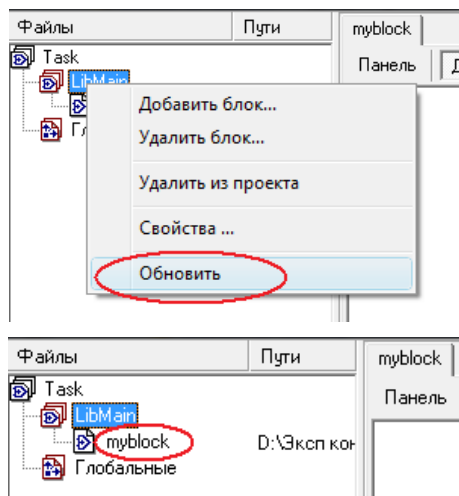 Файлы Пути myblock
Task Панель
LibMain
Добавить блок...
Удалить блок...
Удалить из проекта
Свойства ...
Обновить
Файлы Пути myblock
Task Панель
LibMain
myblock D:\Эксп кон
Глобальные